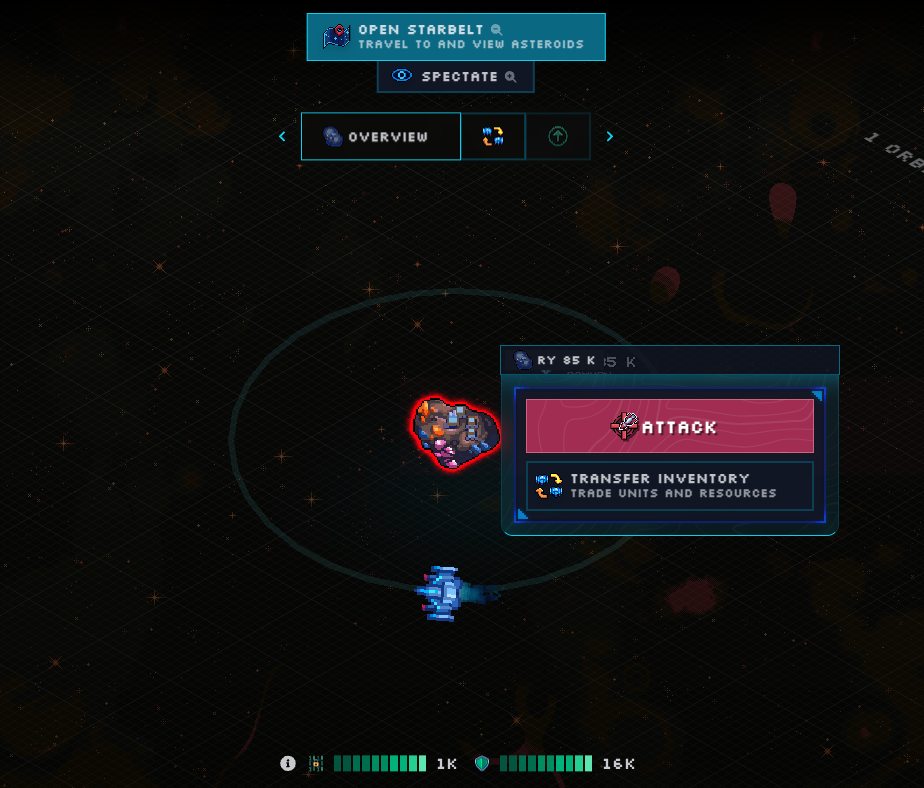 OPEN STARBELT
TRAVEL TO AND VIEW ASTEROIDS
SPECTATE
OVERVIEW
RY 85 K
ATTACK
TRANSFER INVENTORY
TRADE UNITS AND RESOURCES
1K
16K